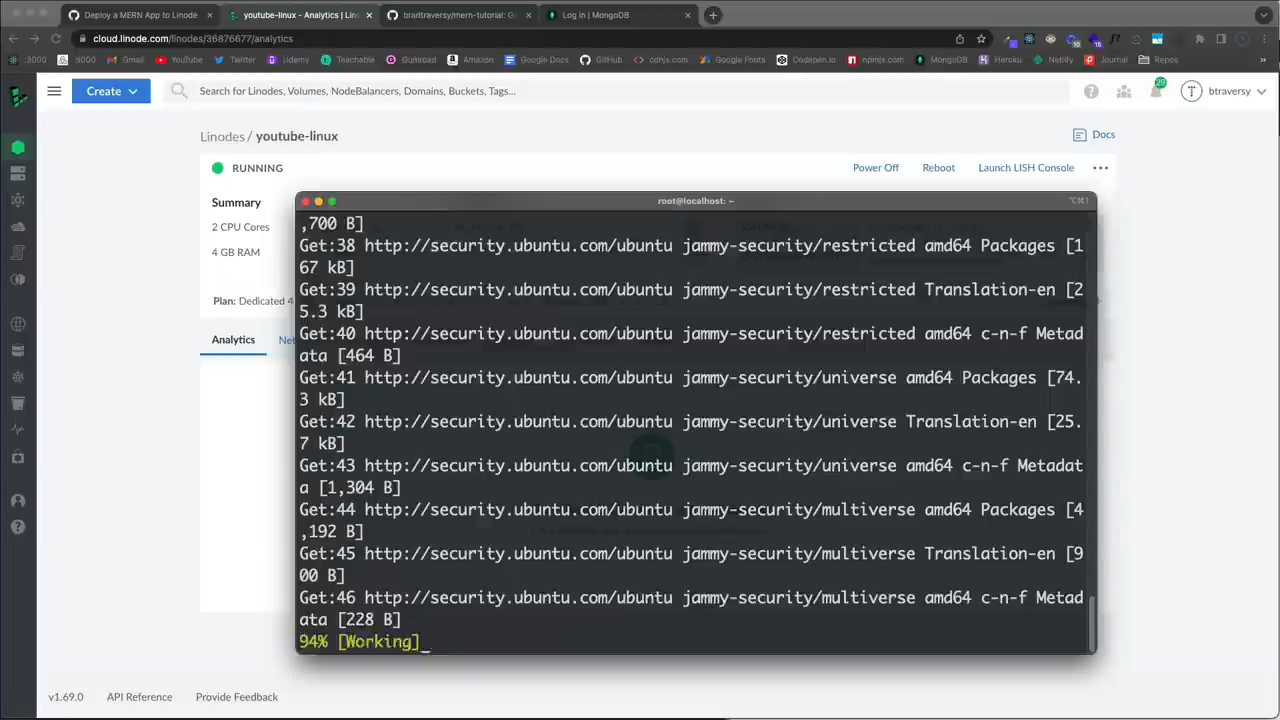 Deploy a MERN App to Linode
youtube-linux - Analytics | Lin
bradtraversy/mern-tutorial: G
Log in | MongoDB
cloud.linode.com/linodes/36876677/analytics
:3000
5000
Gmail
YouTube
Twitter
Udemy
Teachable
Gumroad
Amazon
Google Docs
GitHub
cdnjs.com
Google Fonts
Codepen.io
npmjs.com
MongoDB
Heroku
Netlify
Journal
Repos
Create
Search for Linodes, Volumes, NodeBalancers, Domains, Buckets, Tags...
29
T
btraversy
Linodes / youtube-linux
Docs
RUNNING
Power Off
Reboot
Launch LISH Console
Summary
2 CPU Cores
4 GB RAM
Plan: Dedicated 4
Analytics
Net
root@localhost: ~
⌥⌘1
,700 B]
Get:38 http://security.ubuntu.com/ubuntu jammy-security/restricted amd64 Packages [1
67 kB]
Get:39 http://security.ubuntu.com/ubuntu jammy-security/restricted Translation-en [2
5.3 kB]
Get:40 http://security.ubuntu.com/ubuntu jammy-security/restricted amd64 c-n-f Metad
ata [464 B]
Get:41 http://security.ubuntu.com/ubuntu jammy-security/universe amd64 Packages [74.
3 kB]
Get:42 http://security.ubuntu.com/ubuntu jammy-security/universe Translation-en [25.
7 kB]
Get:43 http://security.ubuntu.com/ubuntu jammy-security/universe amd64 c-n-f Metadat
a [1,304 B]
Get:44 http://security.ubuntu.com/ubuntu jammy-security/multiverse amd64 Packages [4
,192 B]
Get:45 http://security.ubuntu.com/ubuntu jammy-security/multiverse Translation-en [9
00 B]
Get:46 http://security.ubuntu.com/ubuntu jammy-security/multiverse amd64 c-n-f Metad
ata [228 B]
94% [Working]_
v1.69.0
API Reference
Provide Feedback